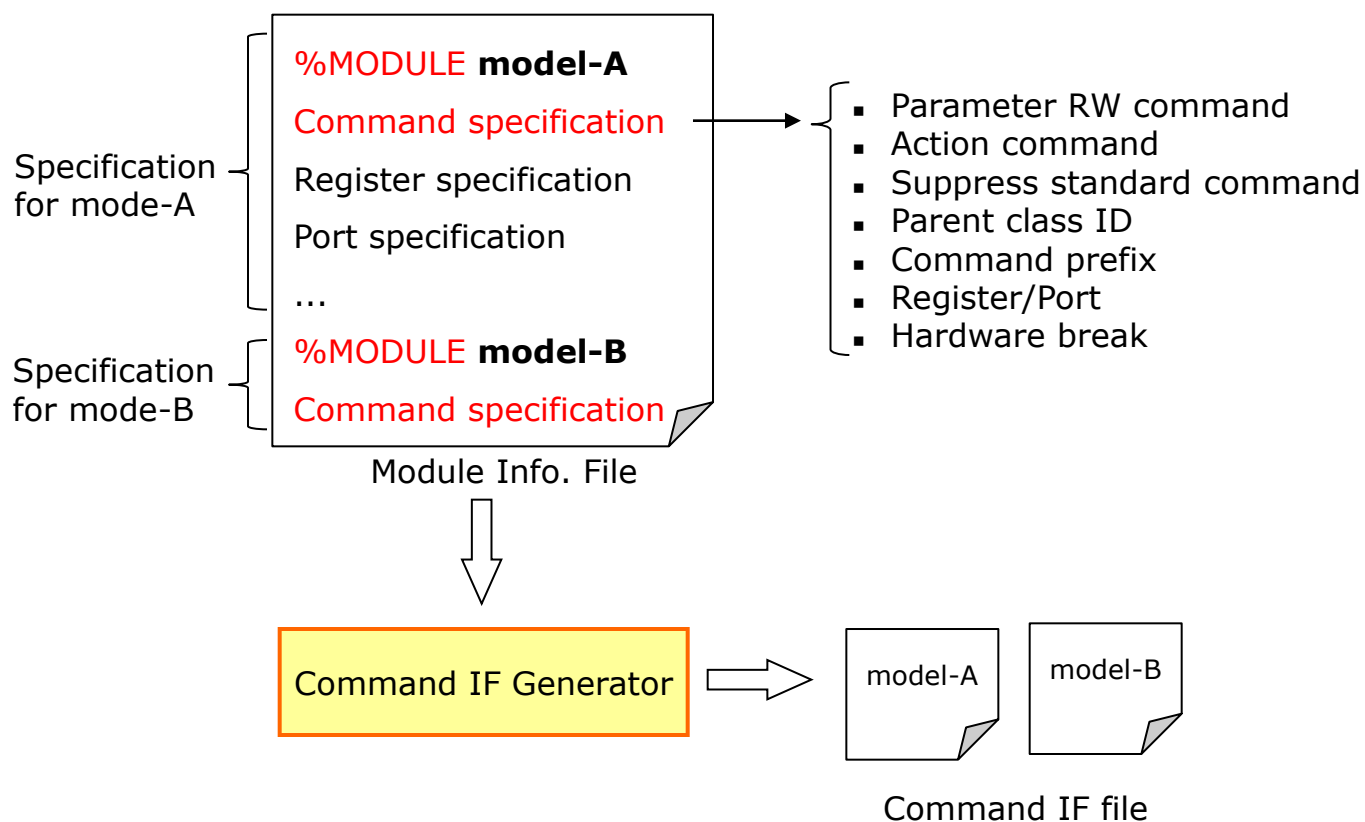 %MODULE model-A
Command specification
Register specification
Port specification
...
%MODULE model-B
Command specification
Specification
for mode-A
Specification
for mode-B
▪ Parameter RW command
▪ Action command
▪ Suppress standard command
▪ Parent class ID
▪ Command prefix
▪ Register/Port
▪ Hardware break
Module Info. File
Command IF Generator
model-A
model-B
Command IF file